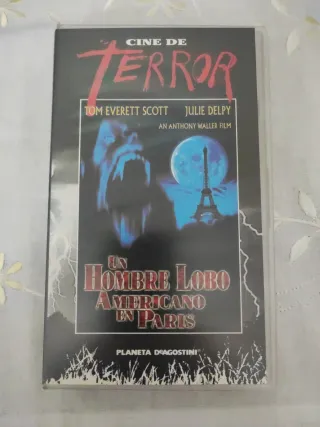 CINE DE
TERROR
TOM EVERETT SCOTT JULIE DELPY
AN ANTHONY WALLER FILM
UN
HOMBRE LOBO
AMERICANO
EN PARIS
PLANETA DEAGOSTINI